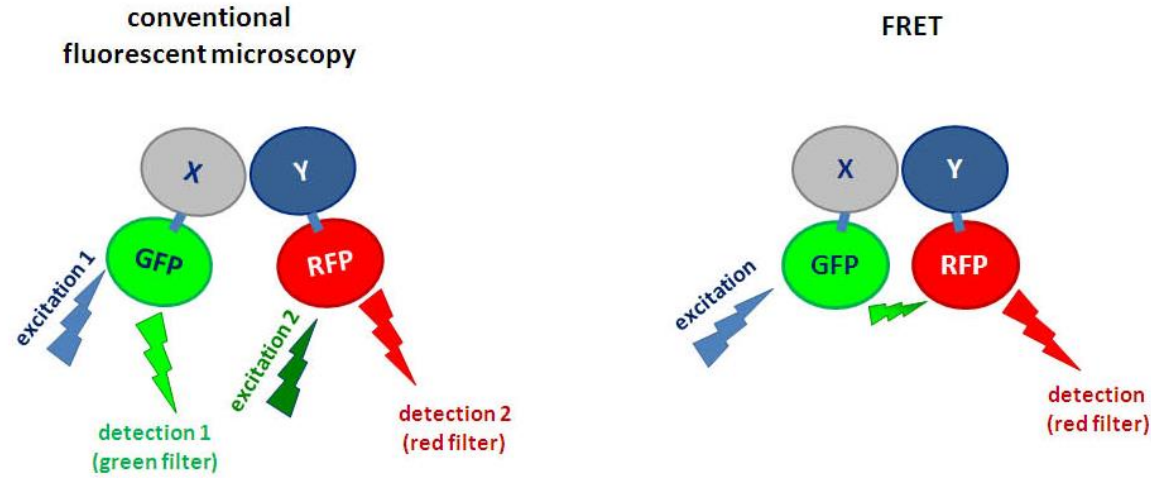 conventional
fluorescent microscopy
X
Y
GFP
RFP
excitation 1
excitation 2
detection 1
(green filter)
detection 2
(red filter)
FRET
X
Y
GFP
RFP
excitation
detection
(red filter)